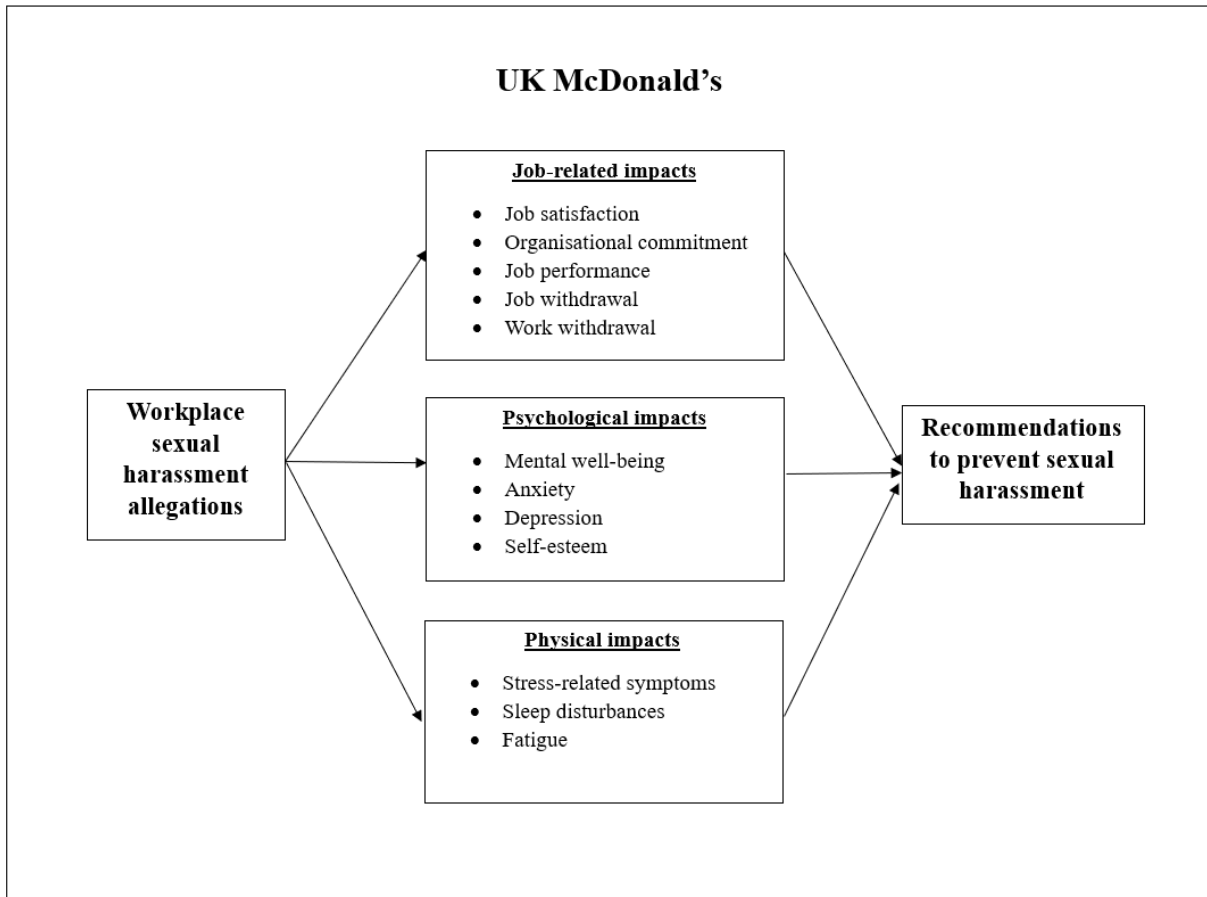 UK McDonald's
Job-related impacts
• Job satisfaction
• Organisational commitment
• Job performance
• Job withdrawal
• Work withdrawal
Workplace
sexual
harassment
allegations
Psychological impacts
• Mental well-being
• Anxiety
• Depression
• Self-esteem
Recommendations
to prevent sexual
harassment
Physical impacts
• Stress-related symptoms
• Sleep disturbances
• Fatigue